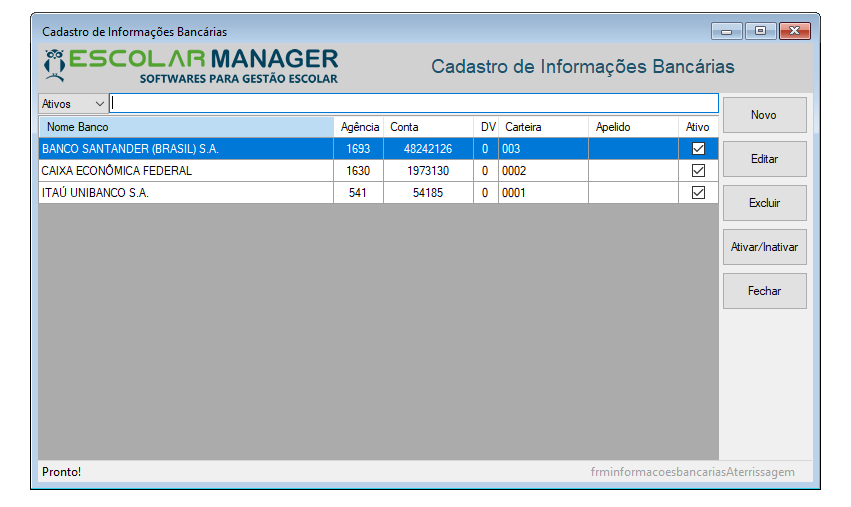 Cadastro de Informações Bancárias
ESCOLAR MANAGER
SOFTWARES PARA GESTÃO ESCOLAR
Cadastro de Informações Bancárias
Ativos
Nome Banco Agência Conta DV Carteira Apelido Ativo
BANCO SANTANDER (BRASIL) S.A. 1693 48242126 0 003
CAIXA ECONÔMICA FEDERAL 1630 1973130 0 0002
ITAÚ UNIBANCO S.A. 541 54185 0 0001
Novo
Editar
Excluir
Ativar/Inativar
Fechar
Pronto!
frminformacoesbancariasAterrissagem